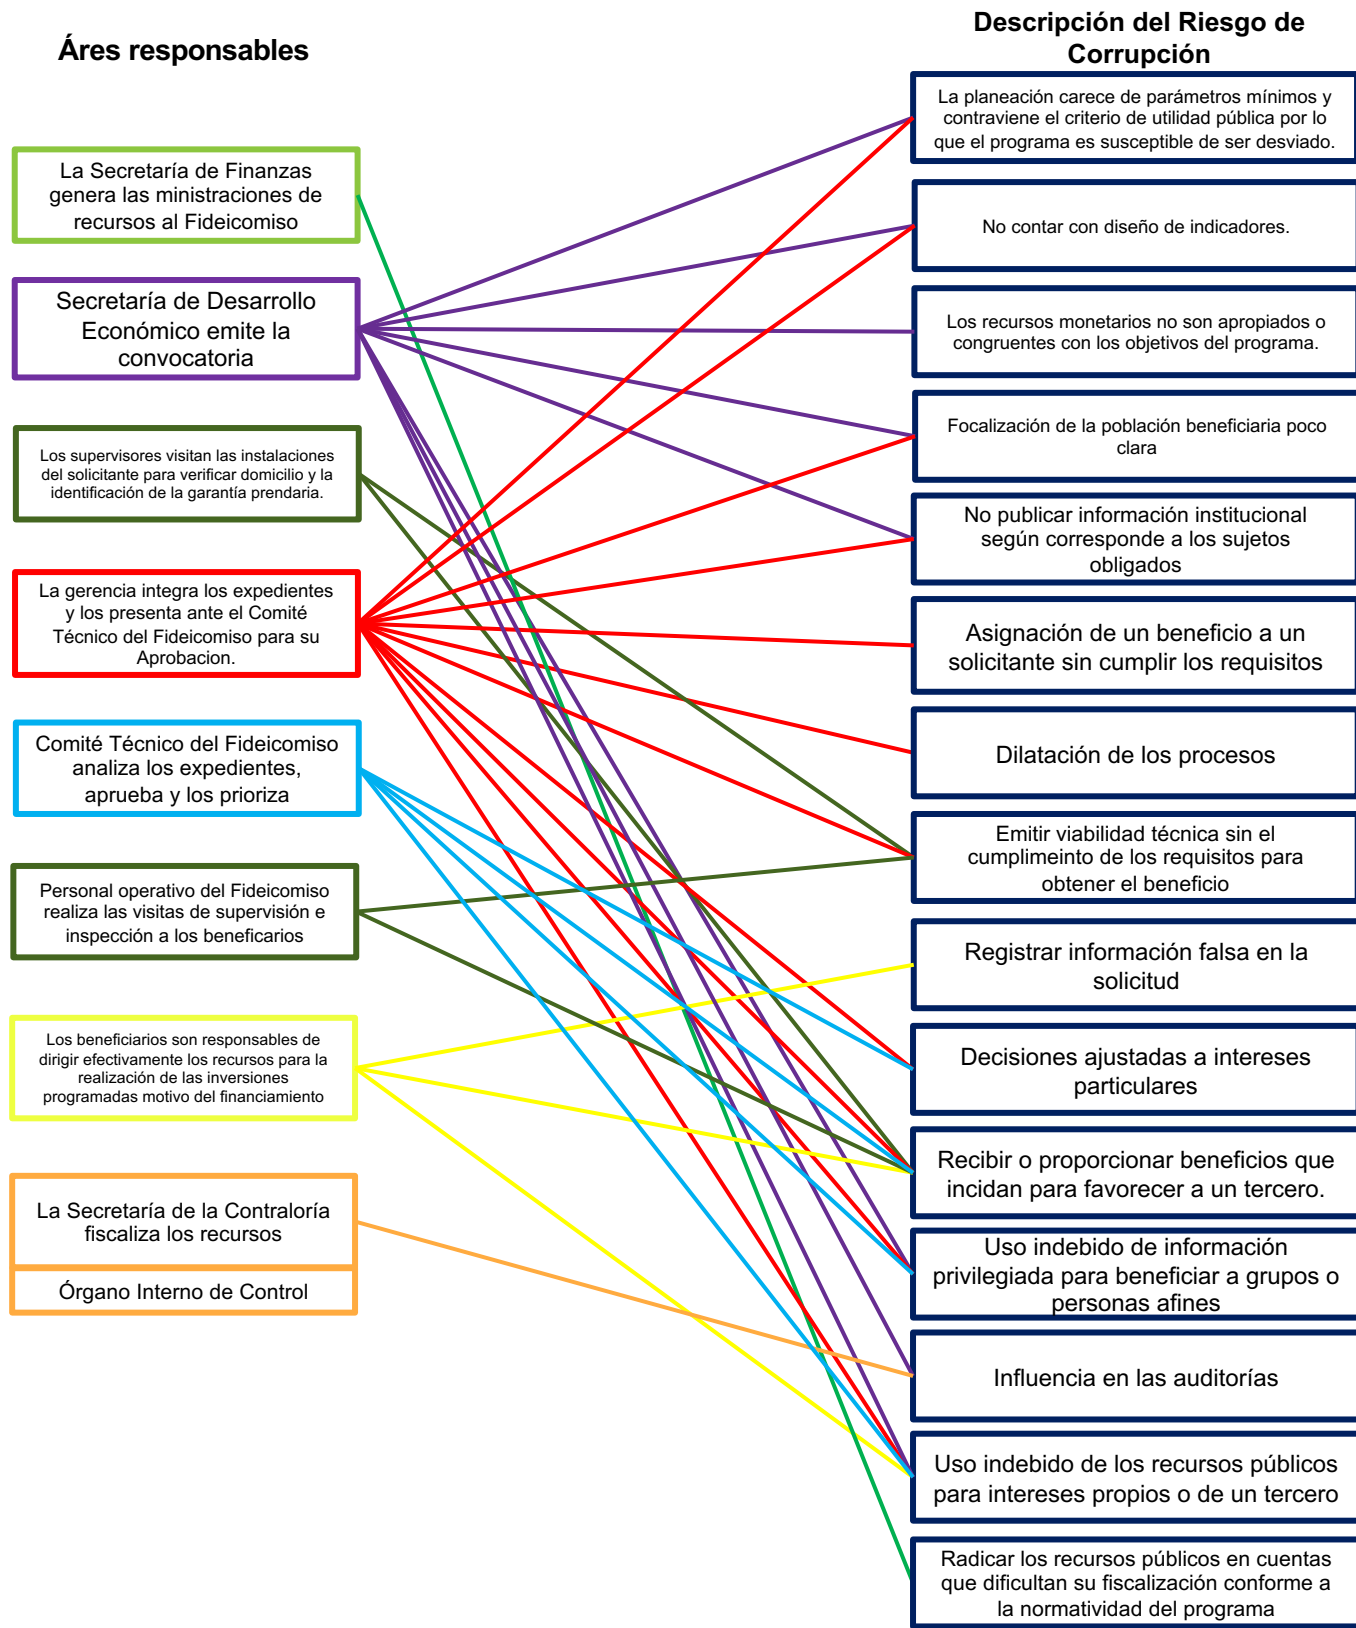 Áres responsables
La Secretaría de Finanzas
genera las ministraciones de
recursos al Fideicomiso
Secretaría de Desarrollo
Económico emite la
convocatoria
Los supervisores visitan las instalaciones
del solicitante para verificar domicilio y la
identificación de la garantía prendaria.
La gerencia integra los expedientes
y los presenta ante el Comité
Técnico del Fideicomiso para su
Aprobacion.
Comité Técnico del Fideicomiso
analiza los expedientes,
aprueba y los prioriza
Personal operativo del Fideicomiso
realiza las visitas de supervisión e
inspección a los beneficarios
Los beneficiarios son responsables de
dirigir efectivamente los recursos para la
realización de las inversiones
programadas motivo del financiamiento
La Secretaría de la Contraloría
fiscaliza los recursos
Órgano Interno de Control
Descripción del Riesgo de
Corrupción
La planeación carece de parámetros mínimos y
contraviene el criterio de utilidad pública por lo
que el programa es susceptible de ser desviado.
No contar con diseño de indicadores.
Los recursos monetarios no son apropiados o
congruentes con los objetivos del programa.
Focalización de la población beneficiaria poco
clara
No publicar información institucional
según corresponde a los sujetos
obligados
Asignación de un beneficio a un
solicitante sin cumplir los requisitos
Dilatación de los procesos
Emitir viabilidad técnica sin el
cumplimeinto de los requisitos para
obtener el beneficio
Registrar información falsa en la
solicitud
Decisiones ajustadas a intereses
particulares
Recibir o proporcionar beneficios que
incidan para favorecer a un tercero.
Uso indebido de información
privilegiada para beneficiar a grupos o
personas afines
Influencia en las auditorías
Uso indebido de los recursos públicos
para intereses propios o de un tercero
Radicar los recursos públicos en cuentas
que dificultan su fiscalización conforme a
la normatividad del programa